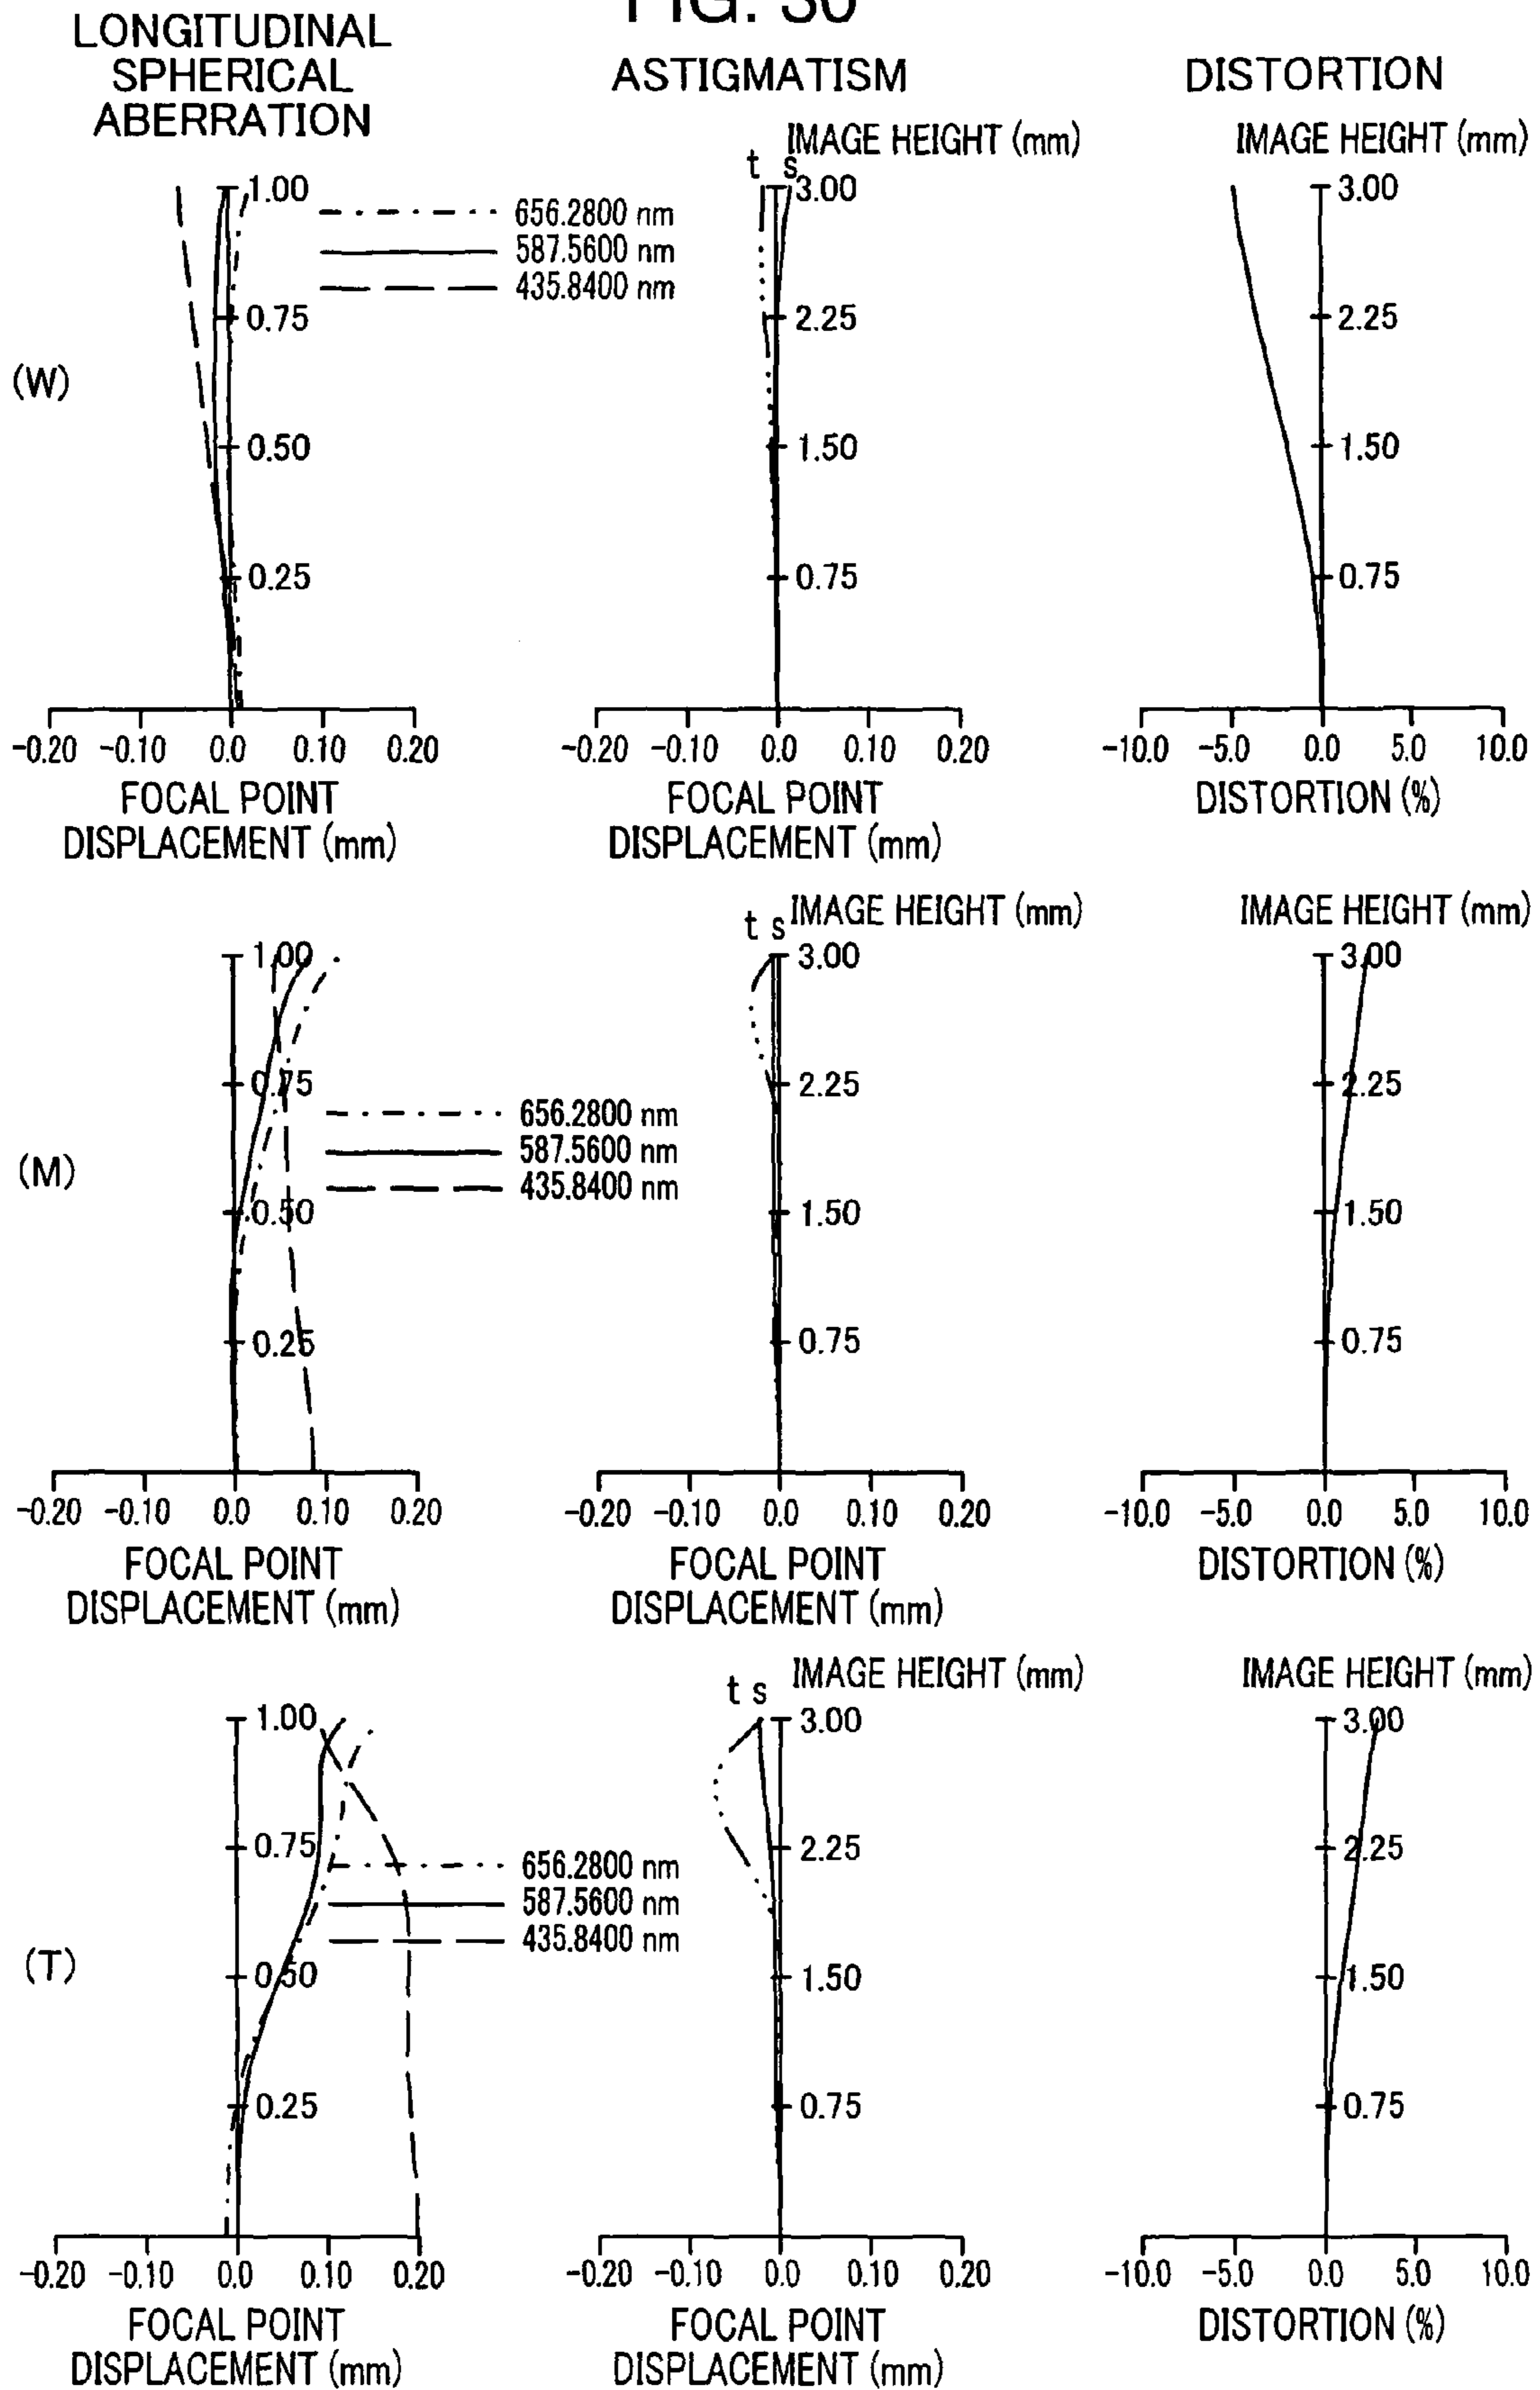 FIG. 30
LONGITUDINAL
SPHERICAL
ABERRATION
ASTIGMATISM
DISTORTION
(W)
1.00
0.75
0.50
0.25
656.2800 nm
587.5600 nm
435.8400 nm
-0.20 -0.10 0.0 0.10 0.20
FOCAL POINT
DISPLACEMENT (mm)
IMAGE HEIGHT (mm)
t s
3.00
2.25
1.50
0.75
-0.20 -0.10 0.0 0.10 0.20
FOCAL POINT
DISPLACEMENT (mm)
IMAGE HEIGHT (mm)
3.00
2.25
1.50
0.75
-10.0 -5.0 0.0 5.0 10.0
DISTORTION (%)
(M)
1.00
0.75
0.50
0.25
656.2800 nm
587.5600 nm
435.8400 nm
-0.20 -0.10 0.0 0.10 0.20
FOCAL POINT
DISPLACEMENT (mm)
IMAGE HEIGHT (mm)
t s
3.00
2.25
1.50
0.75
-0.20 -0.10 0.0 0.10 0.20
FOCAL POINT
DISPLACEMENT (mm)
IMAGE HEIGHT (mm)
3.00
2.25
1.50
0.75
-10.0 -5.0 0.0 5.0 10.0
DISTORTION (%)
(T)
1.00
0.75
0.50
0.25
656.2800 nm
587.5600 nm
435.8400 nm
-0.20 -0.10 0.0 0.10 0.20
FOCAL POINT
DISPLACEMENT (mm)
IMAGE HEIGHT (mm)
t s
3.00
2.25
1.50
0.75
-0.20 -0.10 0.0 0.10 0.20
FOCAL POINT
DISPLACEMENT (mm)
IMAGE HEIGHT (mm)
3.00
2.25
1.50
0.75
-10.0 -5.0 0.0 5.0 10.0
DISTORTION (%)